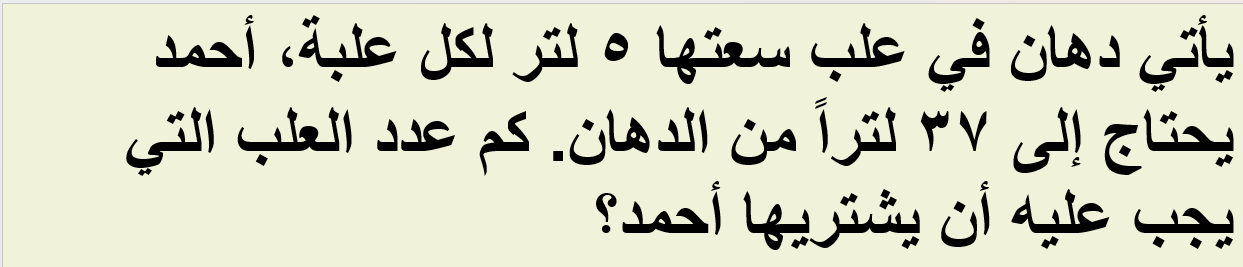 يأتي دهان في علب سعتها ٥ لتر لكل علبة، أحمد
يحتاج إلى ٣٧ لتراً من الدهان. كم عدد العلب التي
يجب عليه أن يشتريها أحمد؟